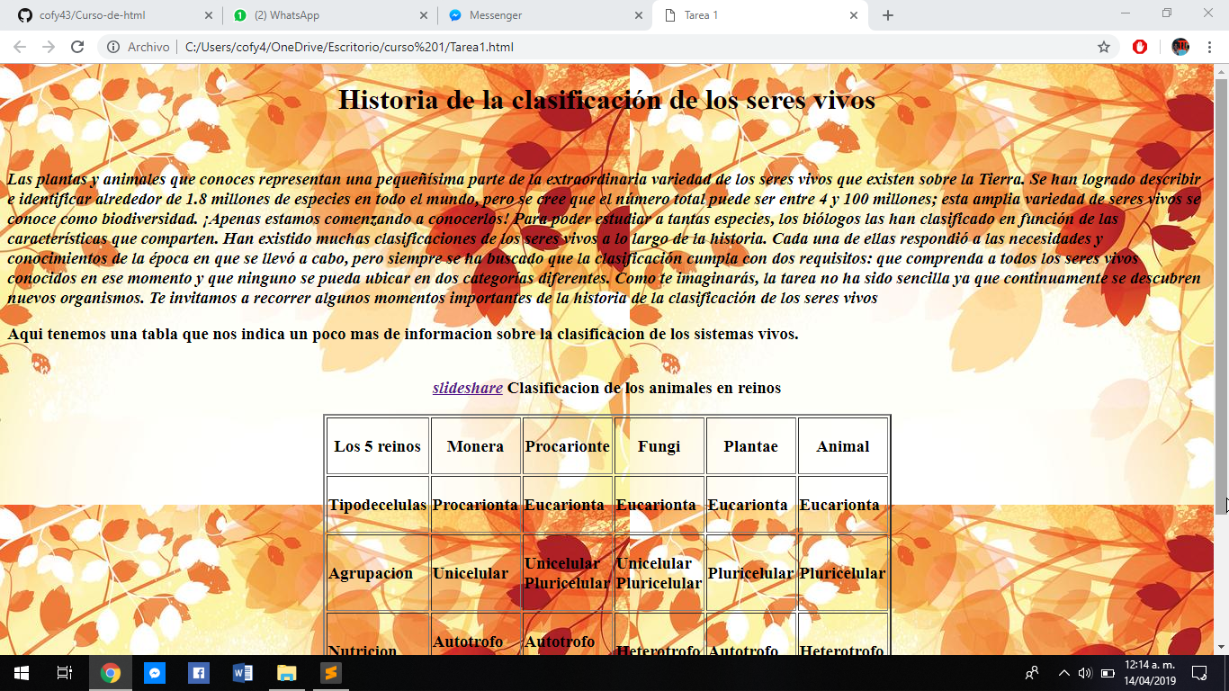 cofy43/Curso-de-html
(2) WhatsApp
Messenger
Tarea 1
Archivo | C:/Users/cofy4/OneDrive/Escritorio/curso%201/Tarea1.html
Historia de la clasificación de los seres vivos
Las plantas y animales que conoces representan una pequeñísima parte de la extraordinaria variedad de los seres vivos que existen sobre la Tierra. Se han logrado describir
e identificar alrededor de 1.8 millones de especies en todo el mundo, pero se cree que el número total puede ser entre 4 y 100 millones; esta amplia variedad de seres vivos se
conoce como biodiversidad. ¡Apenas estamos comenzando a conocerlos! Para poder estudiar a tantas especies, los biólogos las han clasificado en función de las
características que comparten. Han existido muchas clasificaciones de los seres vivos a lo largo de la historia. Cada una de ellas respondió a las necesidades y
conocimientos de la época en que se llevó a cabo, pero siempre se ha buscado que la clasificación cumpla con dos requisitos: que comprenda a todos los seres vivos
conocidos en ese momento y que ninguno se pueda ubicar en dos categorías diferentes. Como te imaginarás, la tarea no ha sido sencilla ya que continuamente se descubren
nuevos organismos. Te invitamos a recorrer algunos momentos importantes de la historia de la clasificación de los seres vivos
Aqui tenemos una tabla que nos indica un poco mas de informacion sobre la clasificacion de los sistemas vivos.
slideshare Clasificacion de los animales en reinos
Los 5 reinos Monera Procarionte Fungi Plantae Animal
Tipodecelulas Procarionta Eucarionta Eucarionta Eucarionta Eucarionta
Agrupacion Unicelular Unicelular Pluricelular Unicelular Pluricelular Pluricelular Pluricelular
Nutricion Autotrofo Autotrofo Heterotrofo Autotrofo Heterotrofo
12:14 a. m.
14/04/2019